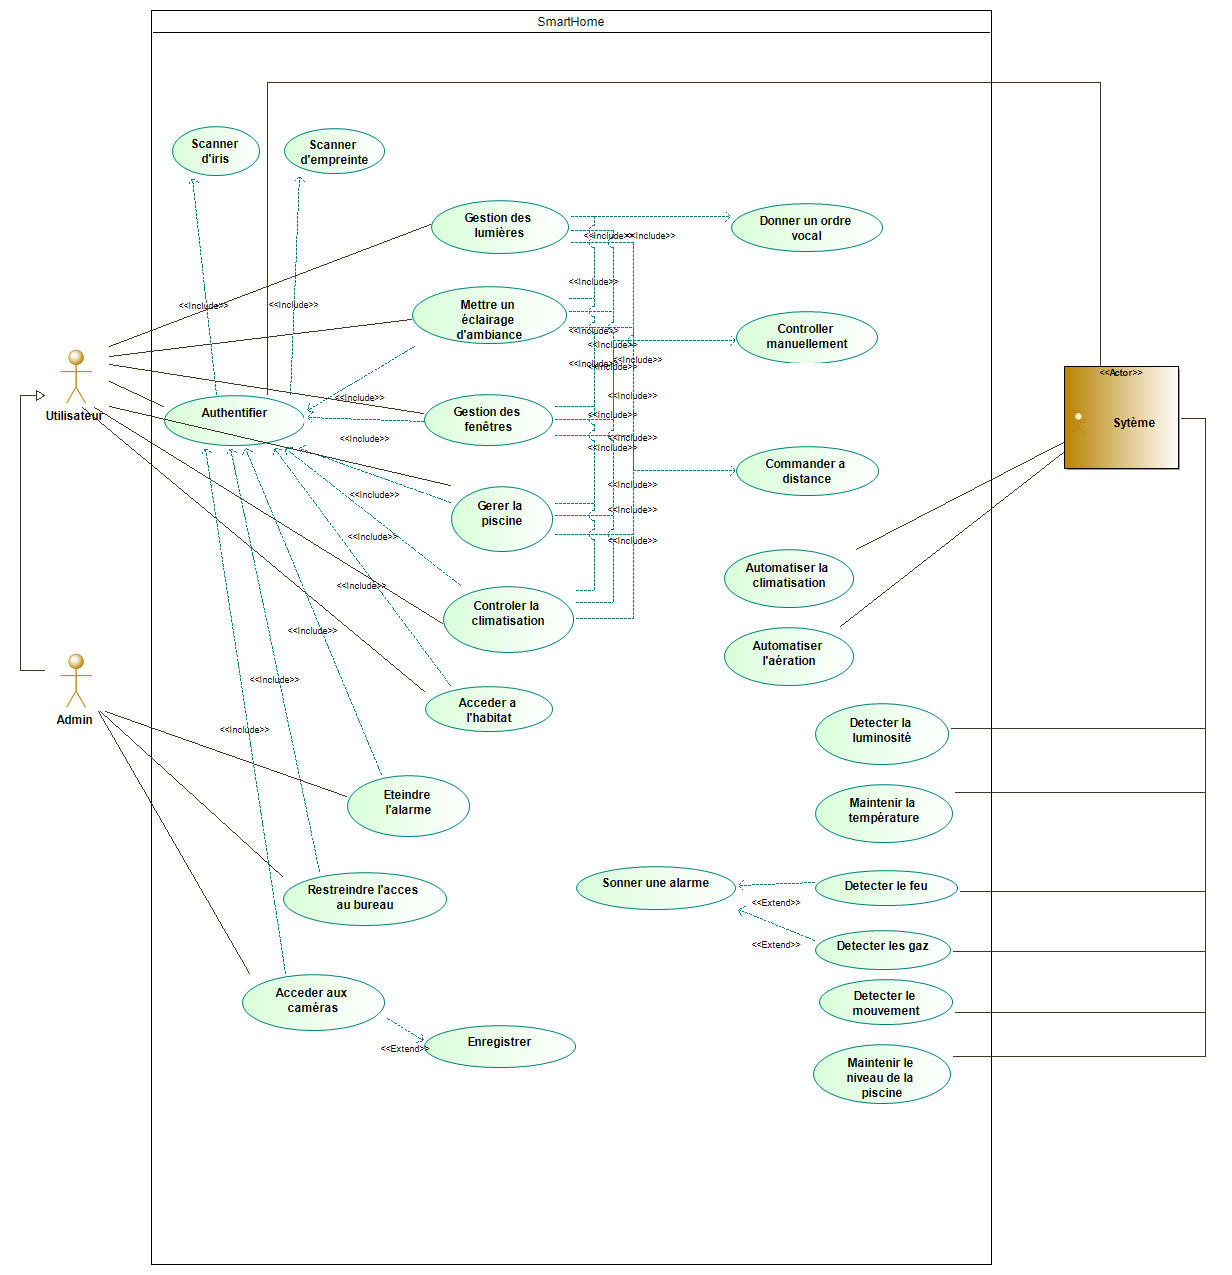 SmartHome
Scanner
d'iris
Scanner
d'empreinte
Gestion des
lumières
Donner un ordre
vocal
<<Include>>
<<Include>>
<<Include>>
<<Include>>
<<Include>>
Mettre un
éclairage
d'ambiance
<<Include>>
<<Include>>
<<Include>>
<<Include>>
<<Include>>
Controller
manuellement
<<Actor>>
Sytème
Utilisateur
Authentifier
<<Include>>
<<Include>>
<<Include>>
Gestion des
fenêtres
<<Include>>
<<Include>>
<<Include>>
Commander a
distance
<<Include>>
<<Include>>
Gerer la
piscine
<<Include>>
<<Include>>
<<Include>>
<<Include>>
Automatiser la
climatisation
<<Include>>
Controler la
climatisation
Automatiser
l'aération
<<Include>>
Admin
<<Include>>
Acceder a
l'habitat
<<Include>>
Detecter la
luminosité
Eteindre
l'alarme
Maintenir la
température
Restreindre l'acces
au bureau
Sonner une alarme
Detecter le feu
<<Extend>>
<<Extend>>
Detecter les gaz
Acceder aux
caméras
Detecter le
mouvement
<<Extend>>
Enregistrer
Maintenir le
niveau de la
piscine